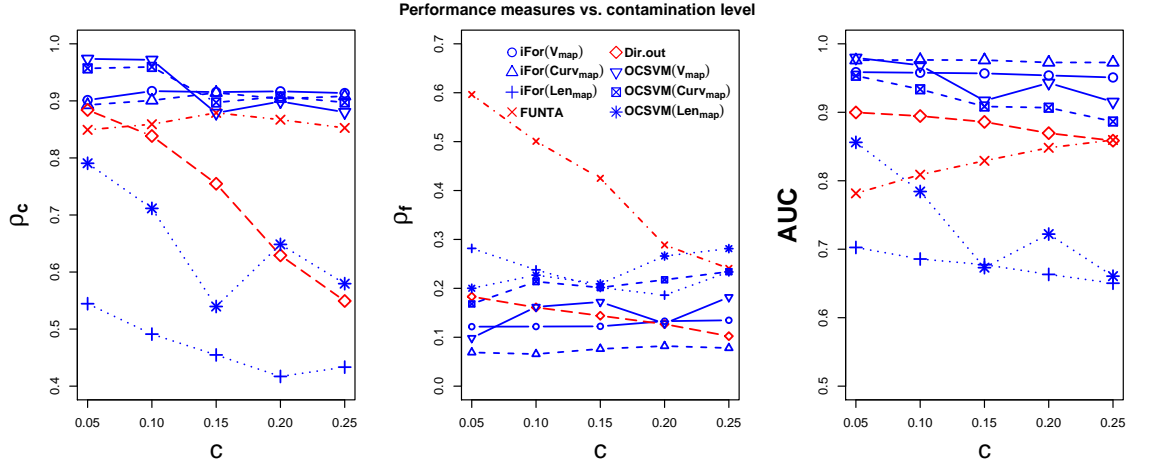 Performance measures vs. contamination level
1.0
0.9
0.8
0.7
0.6
0.5
0.4
ρc
0.05 0.10 0.15 0.20 0.25
C
0.7
0.6
0.5
0.4
0.3
0.2
0.1
0.0
ρf
iFor(Vmap)
iFor(Curvmap)
iFor(Lenmap)
FUNTA
Dir.out
OCSVM(Vmap)
OCSVM(Curvmap)
OCSVM(Lenmap)
0.05 0.10 0.15 0.20 0.25
C
1.0
0.9
0.8
0.7
0.6
0.5
AUC
0.05 0.10 0.15 0.20 0.25
C